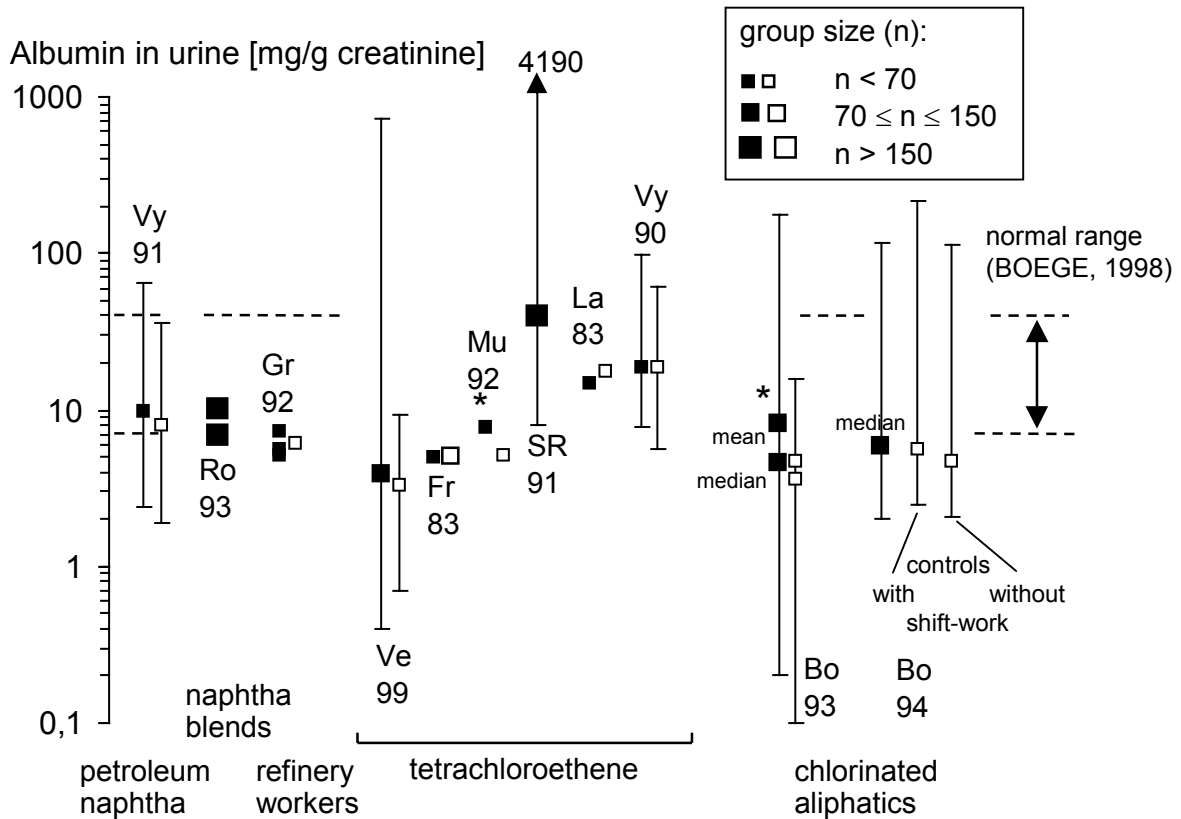 Albumin in urine [mg/g creatinine]
4190
group size (n):
n < 70
70 ≤ n ≤ 150
n > 150
1000
100
10
1
0,1
Vy
91
Ro
93
Gr
92
Ve
99
Fr
83
Mu
92
*
SR
91
La
83
Vy
90
*
mean
median
median
Bo
93
Bo
94
controls
with without
shift-work
normal range
(BOEGE, 1998)
naphtha
blends
petroleum
naphtha
refinery
workers
tetrachloroethene
chlorinated
aliphatics